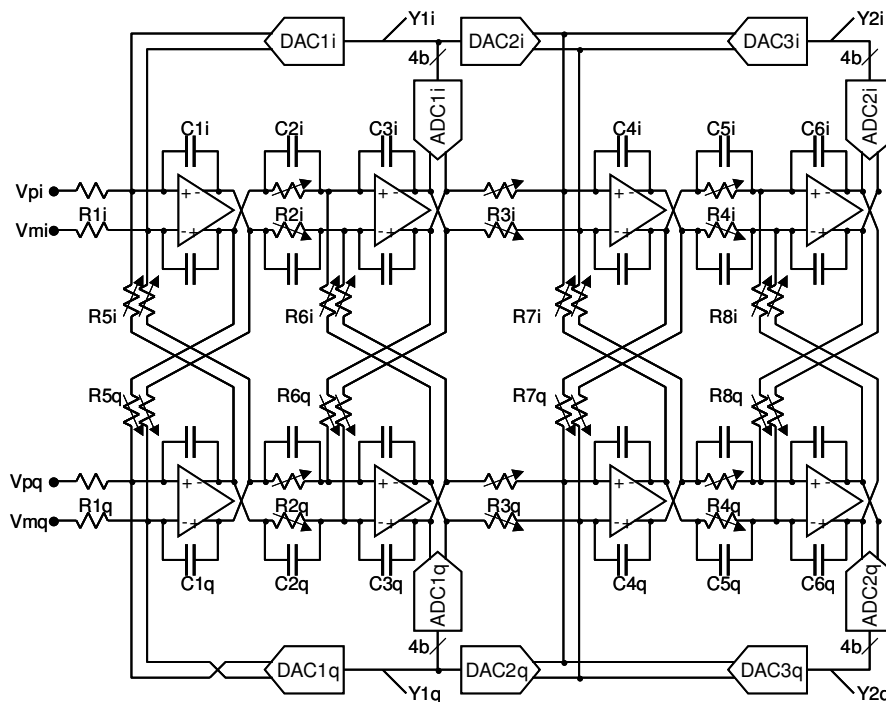 Y1i Y2i
DAC1i DAC2i DAC3i
4b 4b
ADC1i ADC2i
C1i C2i C3i C4i C5i C6i
Vpi + - + - + - + -
R1i R2i R3i R4i
Vmi - + - + - + - +
R5i R6i R7i R8i
R5q R6q R7q R8q
Vpq + - + - + - + -
R1q R2q R3q R4q
Vmq - + - + - + - +
C1q C2q C3q C4q C5q C6q
ADC1q ADC2q
4b 4b
DAC1q DAC2q DAC3q
Y1q Y2q